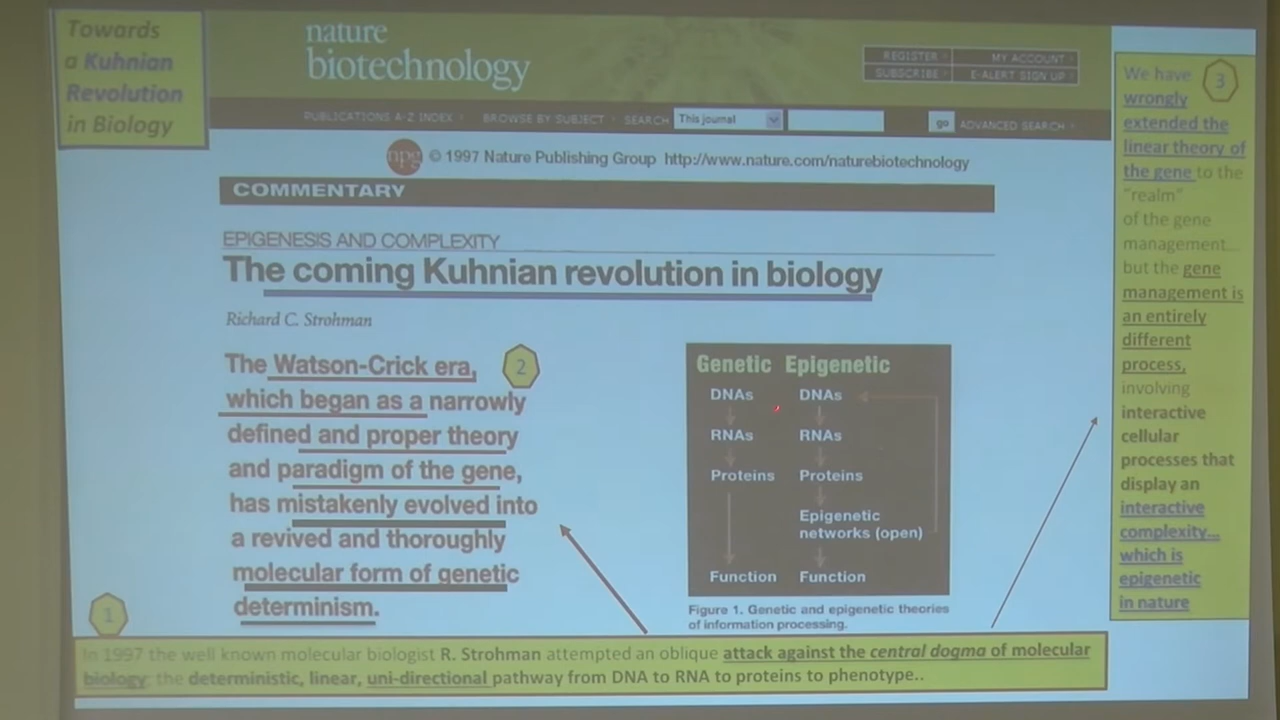 Towards
a Kuhnian
Revolution
in Biology
nature
biotechnology
REGISTER
MY ACCOUNT
SUBSCRIBE
E-ALERT SIGN UP
PUBLICATIONS A-Z INDEX
BROWSE BY SUBJECT
SEARCH
This journal
go
ADVANCED SEARCH
npg © 1997 Nature Publishing Group http://www.nature.com/naturebiotechnology
COMMENTARY
EPIGENESIS AND COMPLEXITY
The coming Kuhnian revolution in biology
Richard C. Strohman
The Watson-Crick era,
2
which began as a narrowly
defined and proper theory
and paradigm of the gene,
has mistakenly evolved into
a revived and thoroughly
molecular form of genetic
determinism.
Genetic Epigenetic
DNAs DNAs
RNAs RNAs
Proteins Proteins
Epigenetic
networks (open)
Function Function
Figure 1. Genetic and epigenetic theories
of information processing.
We have
3
wrongly
extended the
linear theory of
the gene to the
"realm"
of the gene
management...
but the gene
management is
an entirely
different
process,
involving
interactive
cellular
processes that
display an
interactive
complexity...
which is
epigenetic
in nature
1
In 1997 the well known molecular biologist R. Strohman attempted an oblique attack against the central dogma of molecular
biology: the deterministic, linear, uni-directional pathway from DNA to RNA to proteins to phenotype..